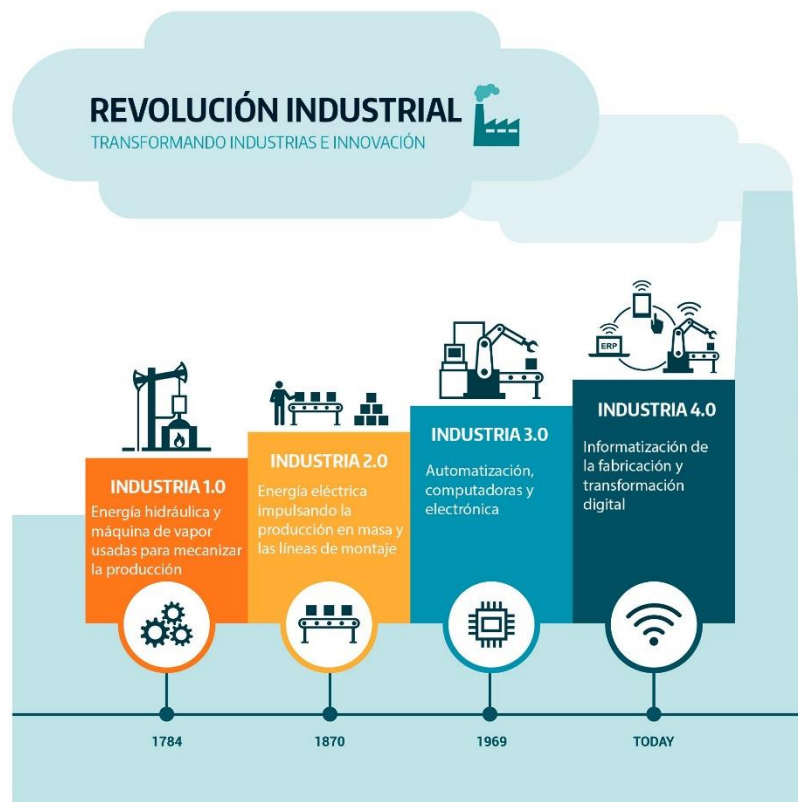 REVOLUCIÓN INDUSTRIAL
TRANSFORMANDO INDUSTRIAS E INNOVACIÓN
INDUSTRIA 1.0
Energía hidráulica y
máquina de vapor
usadas para mecanizar
la producción
INDUSTRIA 2.0
Energía eléctrica
impulsando la
producción en masa y
las líneas de montaje
INDUSTRIA 3.0
Automatización,
computadoras y
electrónica
ERP
INDUSTRIA 4.0
Informatización de
la fabricación y
transformación
digital
1784
1870
1969
TODAY